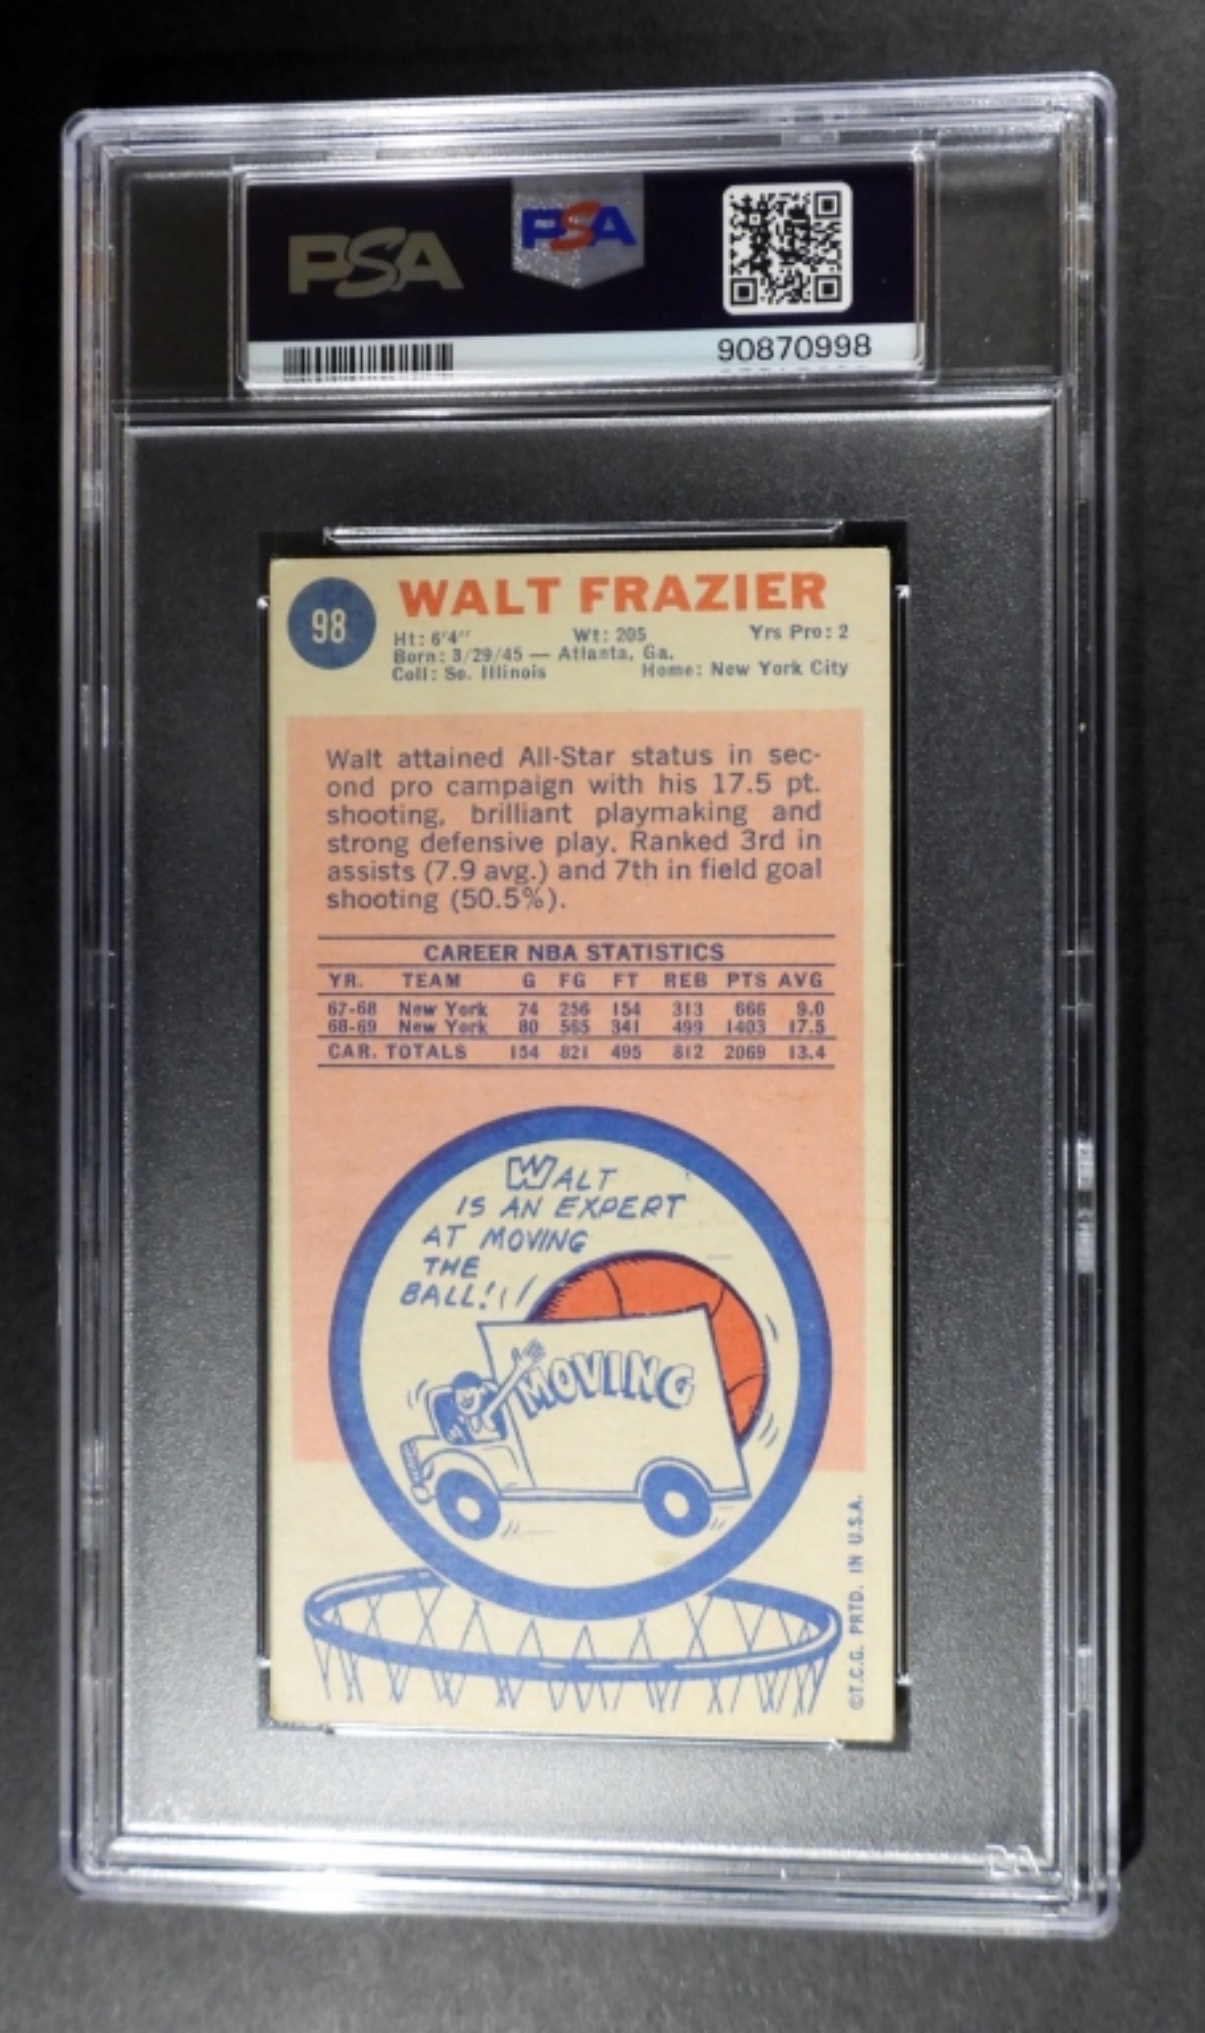 PSA
PSA
90870998
98
WALT FRAZIER
Ht: 6'4" Wt: 205 Yrs Pro: 2
Born: 3/29/45 — Atlanta, Ga.
Coll: So. Illinois Home: New York City
Walt attained All-Star status in sec-
ond pro campaign with his 17.5 pt.
shooting, brilliant playmaking and
strong defensive play. Ranked 3rd in
assists (7.9 avg.) and 7th in field goal
shooting (50.5%).
CAREER NBA STATISTICS
YR. TEAM G FG FT REB PTS AVG
67-68 New York 74 256 154 313 666 9.0
68-69 New York 80 565 341 499 1403 17.5
CAR. TOTALS 154 821 495 812 2069 13.4
WALT
IS AN EXPERT
AT MOVING
THE
BALL!
MOVING
©T.C.G. PRTD. IN U.S.A.